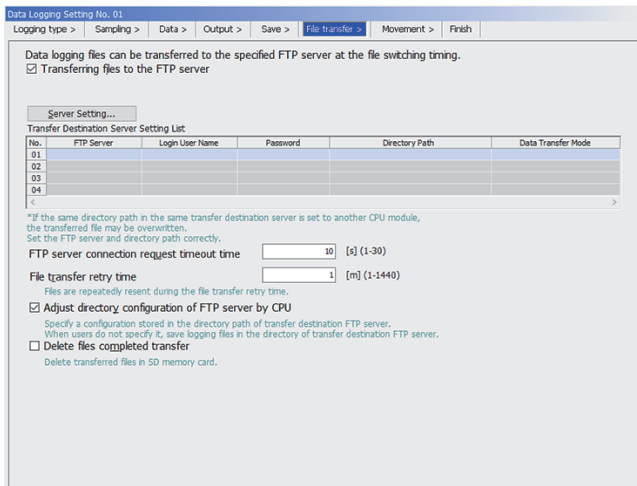 Data Logging Setting No. 01
Logging type > Sampling > Data > Output > Save > File transfer > Movement > Finish
Data logging files can be transferred to the specified FTP server at the file switching timing.
Transferring files to the FTP server
Server Setting...
Transfer Destination Server Setting List
No. FTP Server Login User Name Password Directory Path Data Transfer Mode
01
02
03
04
*If the same directory path in the same transfer destination server is set to another CPU module,
the transferred file may be overwritten.
Set the FTP server and directory path correctly.
FTP server connection request timeout time 10 [s] (1-30)
File transfer retry time 1 [m] (1-1440)
Files are repeatedly resent during the file transfer retry time.
Adjust directory configuration of FTP server by CPU
Specify a configuration stored in the directory path of transfer destination FTP server.
When users do not specify it, save logging files in the directory of transfer destination FTP server.
Delete files completed transfer
Delete transferred files in SD memory card.